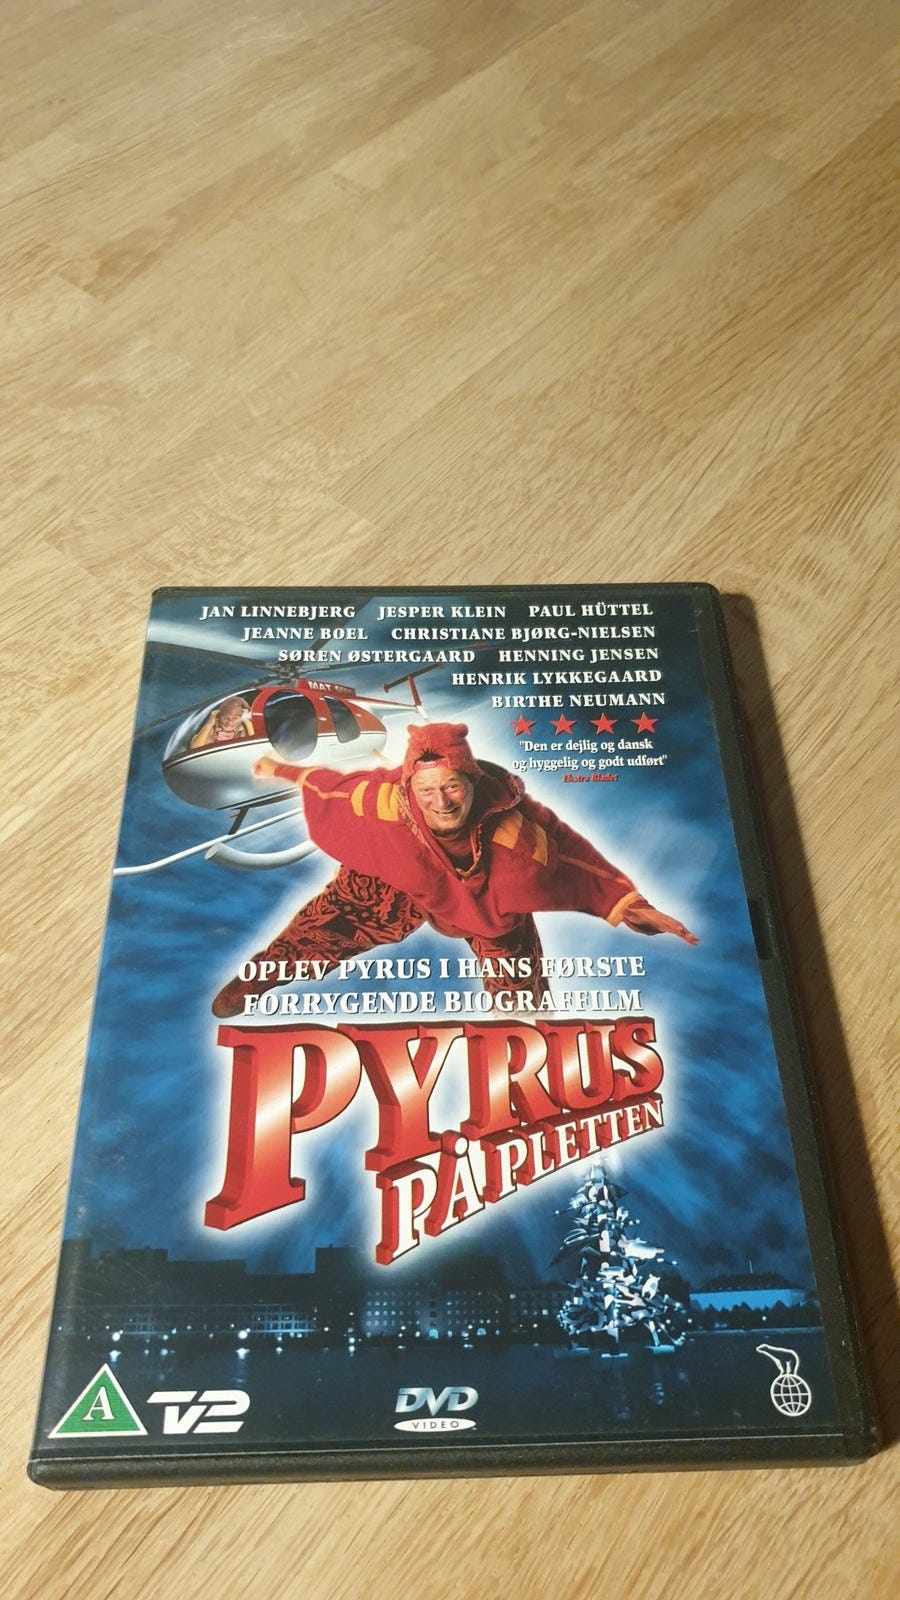 JAN LINNEBJERG JESPER KLEIN PAUL HÜTTEL
JEANNE BOEL CHRISTIANE BJØRG-NIELSEN
SØREN ØSTERGAARD HENNING JENSEN
HENRIK LYKKEGAARD
BIRTHE NEUMANN
"Den er dejlig og dansk
og hyggelig og godt udført"
Ekstra Bladet
OPLEV PYRUS I HANS FØRSTE
FORRYGENDE BIOGRAFFILM
PYRUS
PÅ PLETTEN
A
TV2
DVD
VIDEO